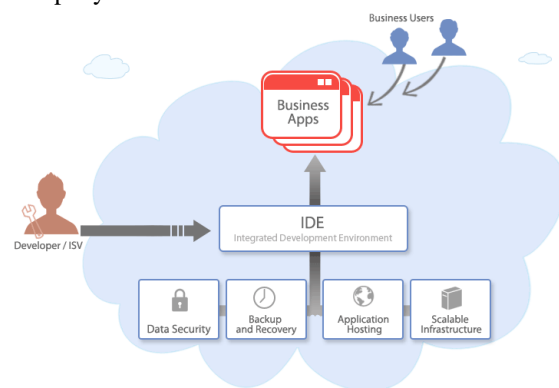 Business Users
Business
Apps
IDE
Integrated Development Environment
Developer / ISV
Data Security
Backup
and Recovery
Application
Hosting
Scalable
Infrastructure